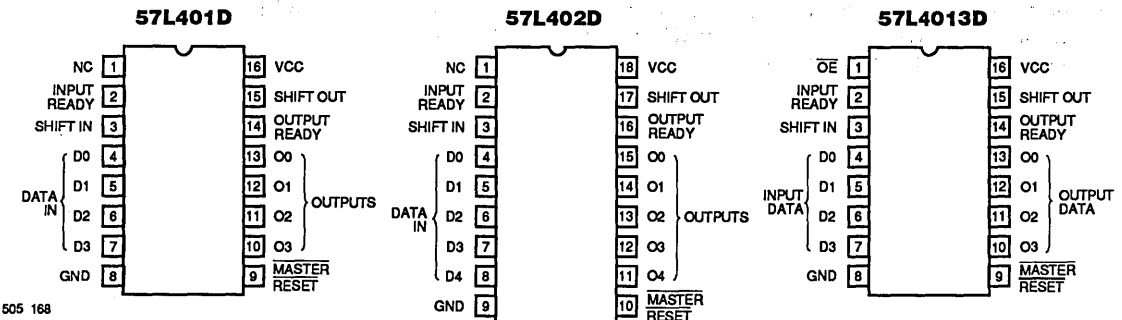 57L401D
NC 1
16 VCC
INPUT
READY 2
15 SHIFT OUT
SHIFT IN 3
14 OUTPUT
READY
D0 4
13 O0
D1 5
12 O1
D2 6
11 O2
D3 7
10 O3
DATA
IN
OUTPUTS
GND 8
9 MASTER
RESET
505 168
57L402D
NC 1
18 VCC
INPUT
READY 2
17 SHIFT OUT
SHIFT IN 3
16 OUTPUT
READY
D0 4
15 O0
D1 5
14 O1
D2 6
13 O2
D3 7
12 O3
D4 8
11 O4
DATA
IN
OUTPUTS
GND 9
10 MASTER
RESET
57L4013D
OE 1
16 VCC
INPUT
READY 2
15 SHIFT OUT
SHIFT IN 3
14 OUTPUT
READY
D0 4
13 O0
D1 5
12 O1
D2 6
11 O2
D3 7
10 O3
INPUT
DATA
OUTPUT
DATA
GND 8
9 MASTER
RESET